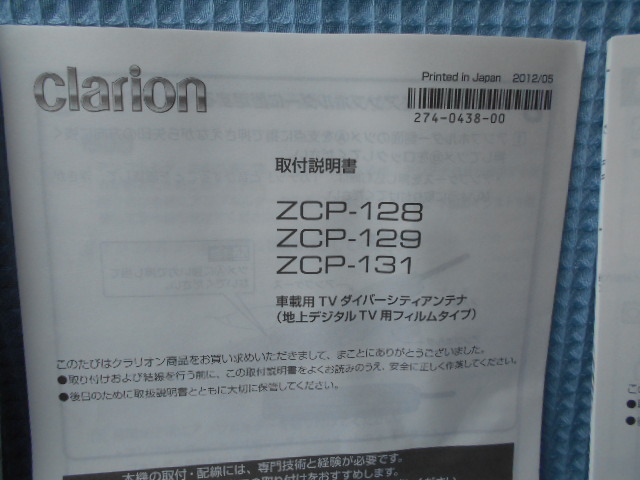 clarion
Printed in Japan 2012/05
274-0438-00
取付説明書
ZCP-128
ZCP-129
ZCP-131
車載用 TV ダイバーシティアンテナ
(地上デジタル TV 用フィルムタイプ)
このたびはクラリオン商品をお買い求めいただきまして、まことにありがとうございました。
●取り付けおよび結線を行う前に、この取付説明書をよくお読みのうえ、安全に正しく作業してください。
●後日のために取扱説明書とともに大切に保管してください。
本機の取付・配線には、専門技術と経験が必要です。